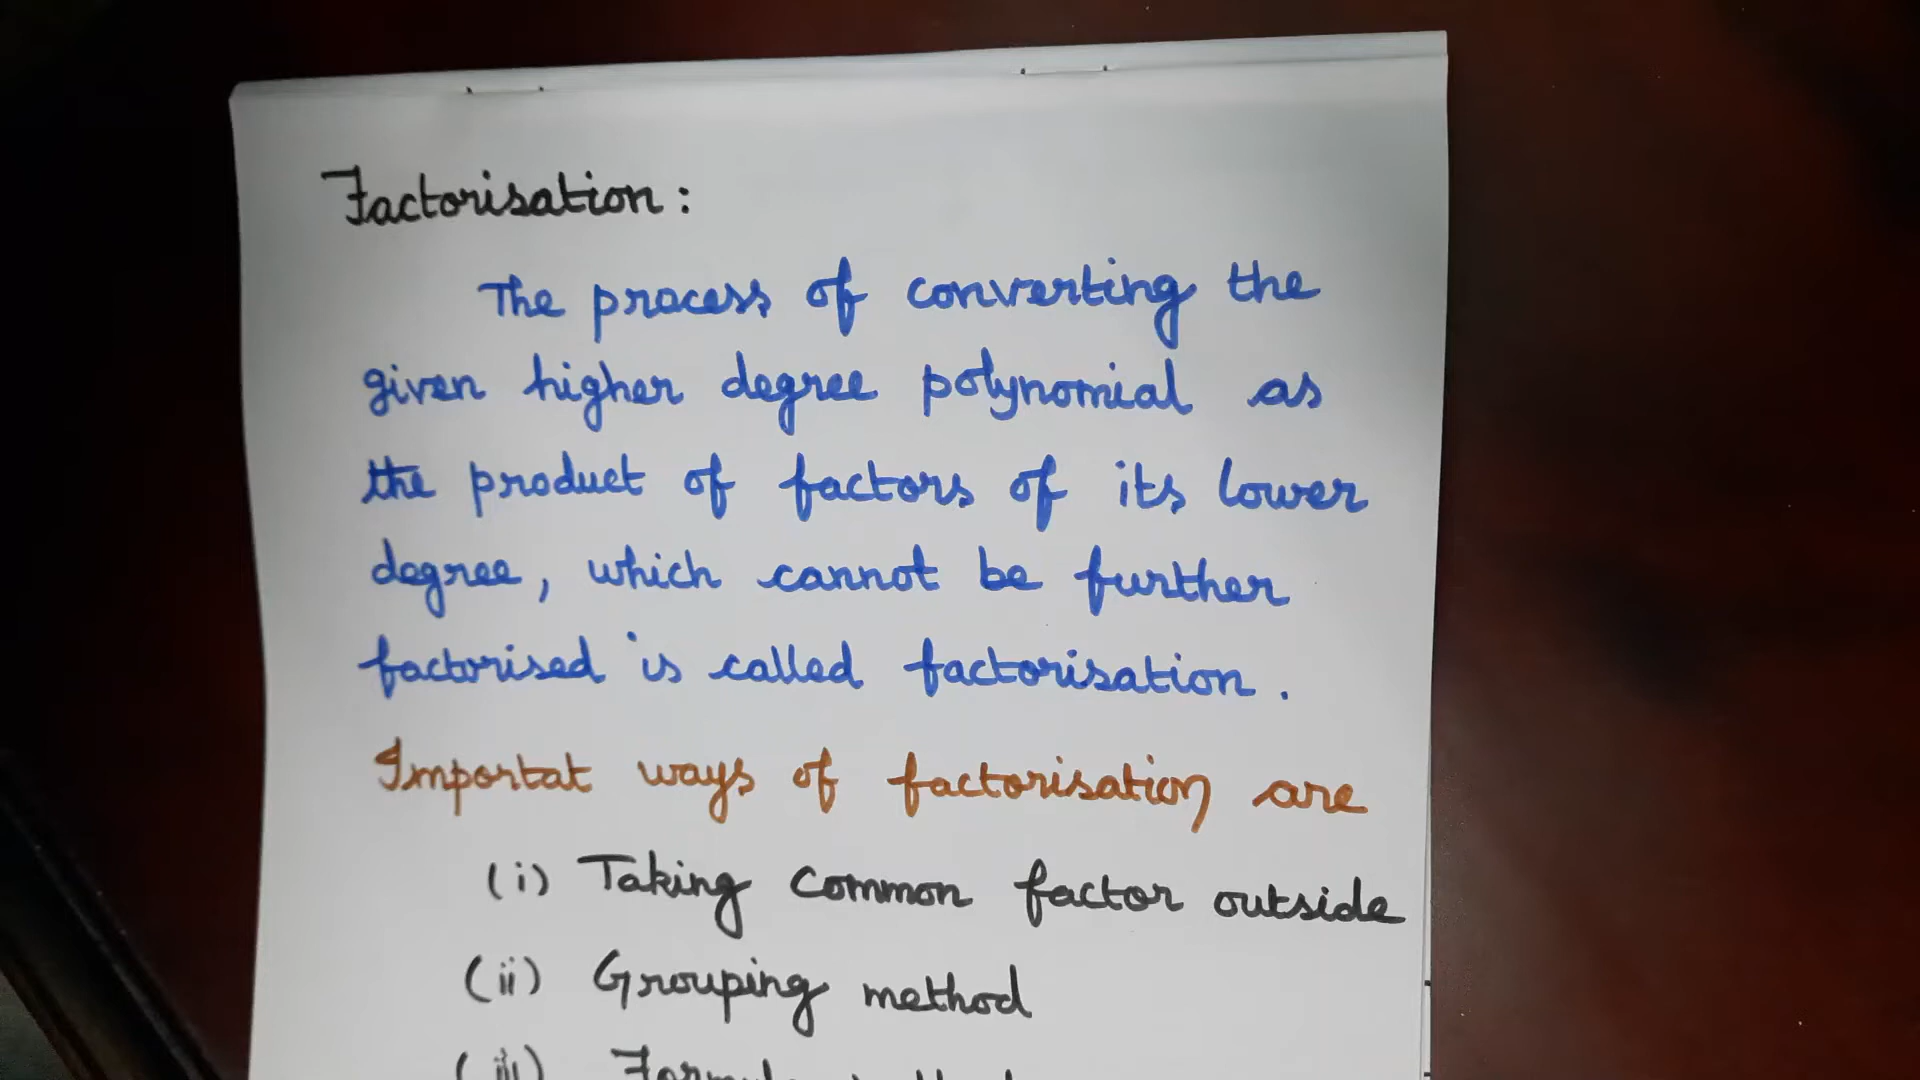 Factorisation:
The process of converting the
given higher degree polynomial as
the product of factors of its lower
degree, which cannot be further
factorised is called factorisation.
Importat ways of factorisation are
(i) Taking common factor outside
(ii) Grouping method
(iii)